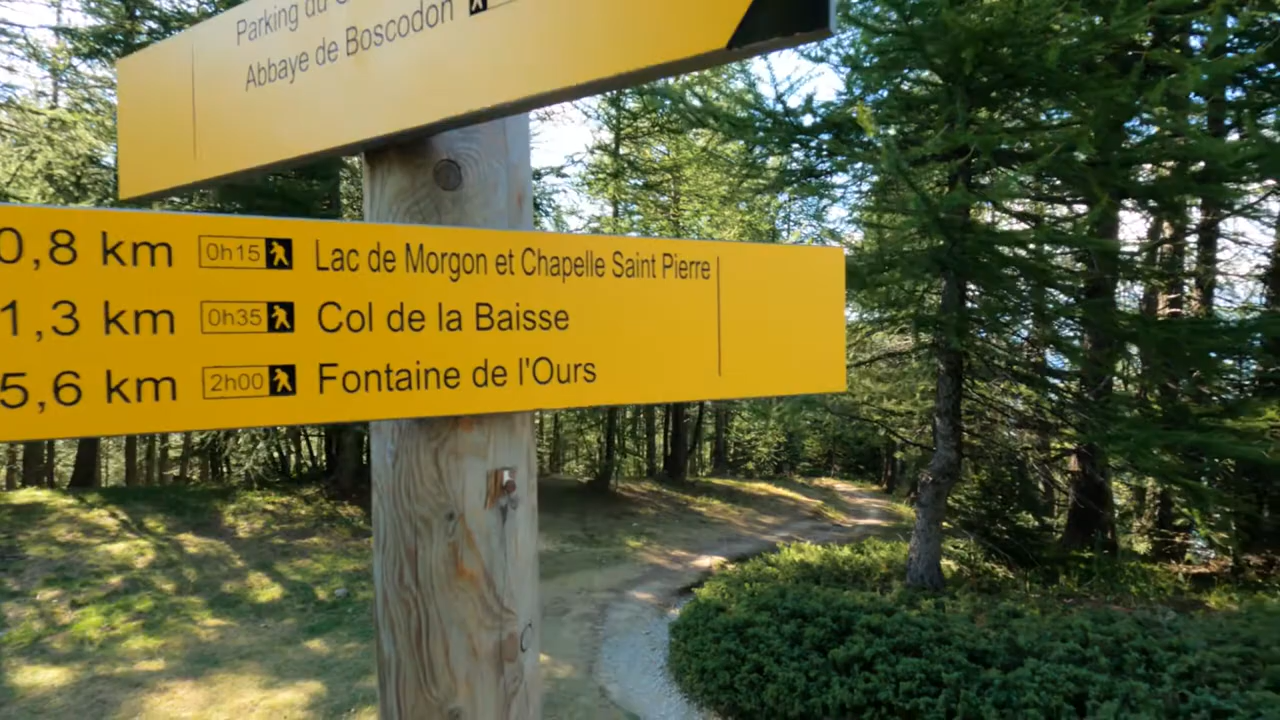 Parking du
Abbaye de Boscodon
0,8 km 0h15 Lac de Morgon et Chapelle Saint Pierre
1,3 km 0h35 Col de la Baisse
5,6 km 2h00 Fontaine de l'Ours